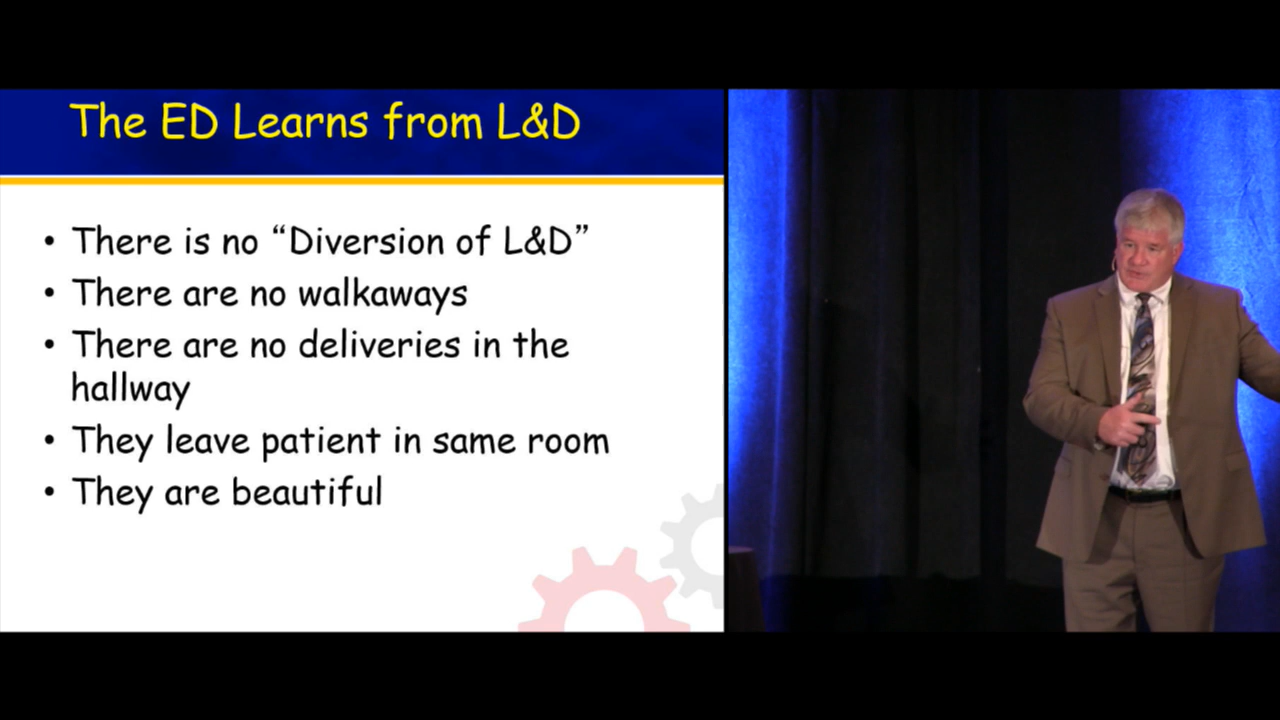 The ED Learns from L&D
• There is no “Diversion of L&D”
• There are no walkaways
• There are no deliveries in the
hallway
• They leave patient in same room
• They are beautiful